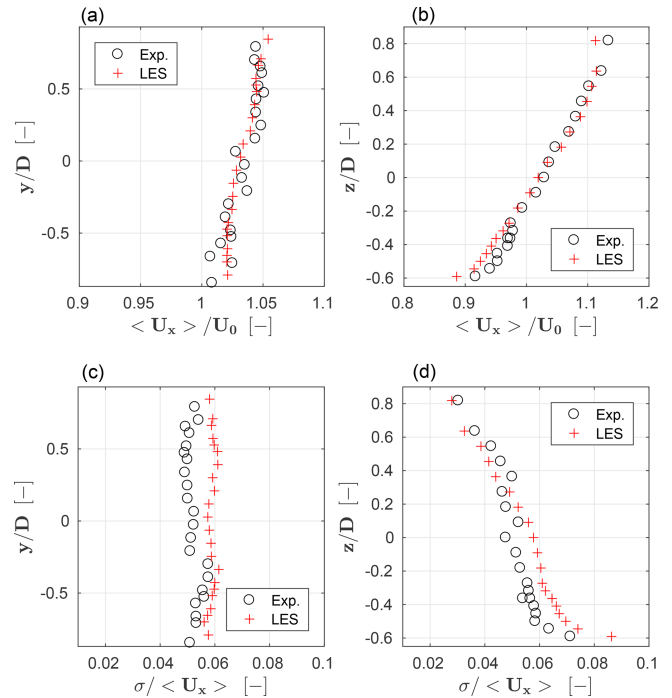 (a)
Exp.
LES
0.5
0
-0.5
y/D [-]
0.9 0.95 1 1.05 1.1
< Ux > /U0 [-]
(b)
0.8
0.6
0.4
0.2
0
-0.2
-0.4
-0.6
z/D [-]
Exp.
LES
0.8 0.9 1 1.1 1.2
< Ux > /U0 [-]
(c)
0.5
0
-0.5
y/D [-]
Exp.
LES
0.02 0.04 0.06 0.08 0.1
σ/ < Ux > [-]
(d)
Exp.
LES
0.8
0.6
0.4
0.2
0
-0.2
-0.4
-0.6
z/D [-]
0.02 0.04 0.06 0.08 0.1
σ/ < Ux > [-]